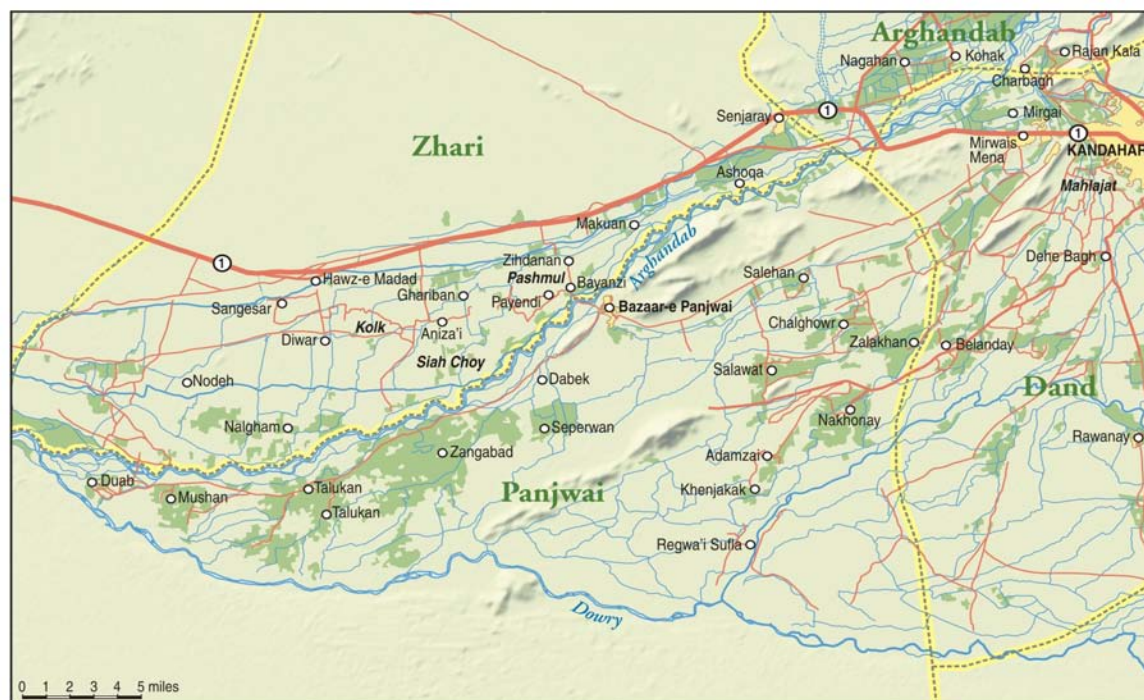 Arghandab
Nagahan
Kohak
Rajan Kala
Charbagh
Senjaray
1
Mirgai
Zhari
Mirwais
Mena
1
KANDAHAR
Ashoqa
Mahlajat
Makuan
Arghandab
1
Zihdanan
Dehe Bagh
Hawz-e Madad
Pashmul
Bayanzi
Salehan
Ghariban
Payendi
Sangesar
Bazaar-e Panjwai
Kolk
Aniza'i
Chalghowr
Diwar
Zalakhan
Belanday
Siah Choy
Salawat
Nodeh
Dabek
Dand
Nakhonay
Nalgham
Seperwan
Rawanay
Zangabad
Adamzai
Duab
Talukan
Panjwai
Khenjakak
Mushan
Talukan
Regwa'i Sufla
Dowry
0 1 2 3 4 5 miles